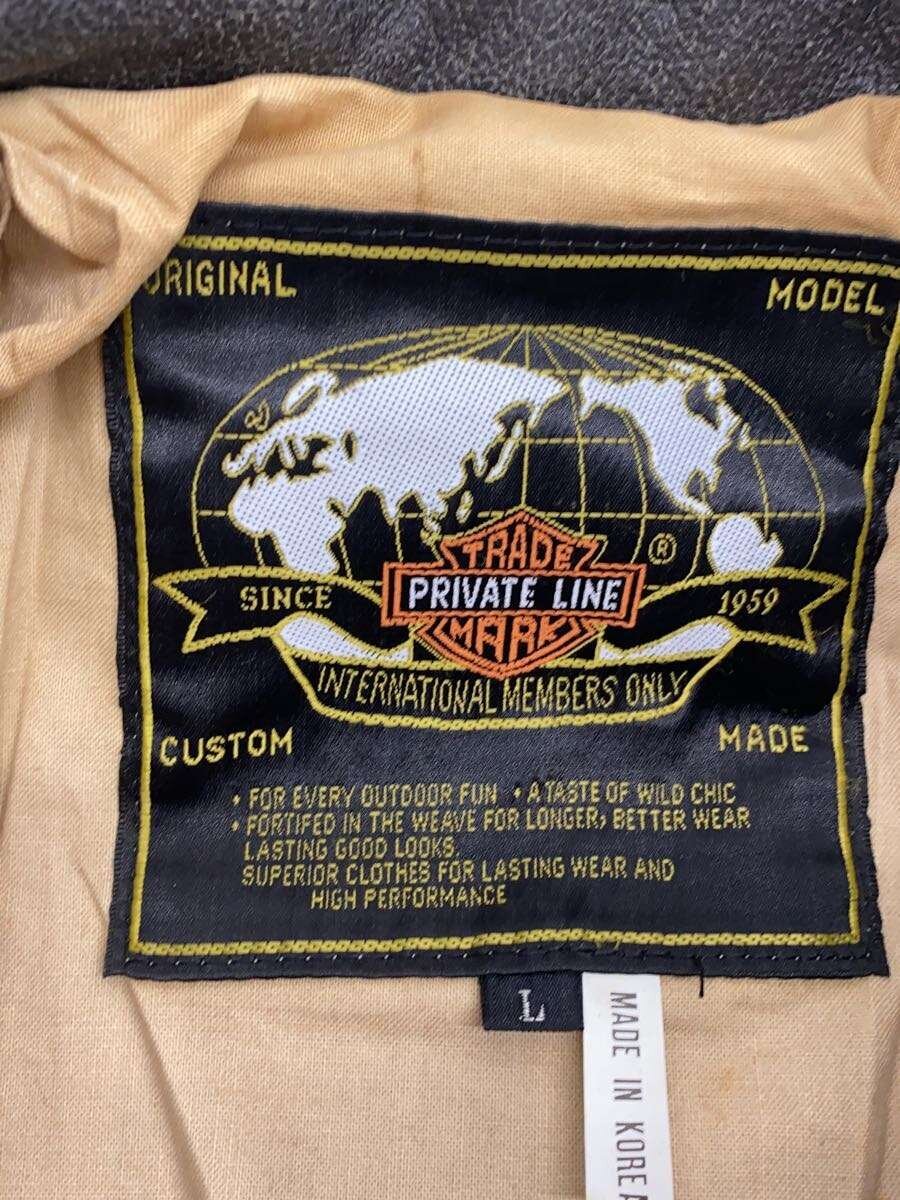 ORIGINAL MODEL
TRADE
®
PRIVATE LINE
SINCE 1959
MARK
INTERNATIONAL MEMBERS ONLY
CUSTOM MADE
• FOR EVERY OUTDOOR FUN • A TASTE OF WILD CHIC
• FORTIFED IN THE WEAVE FOR LONGER, BETTER WEAR
LASTING GOOD LOOKS.
SUPERIOR CLOTHES FOR LASTING WEAR AND
HIGH PERFORMANCE
L
MADE IN KOREA